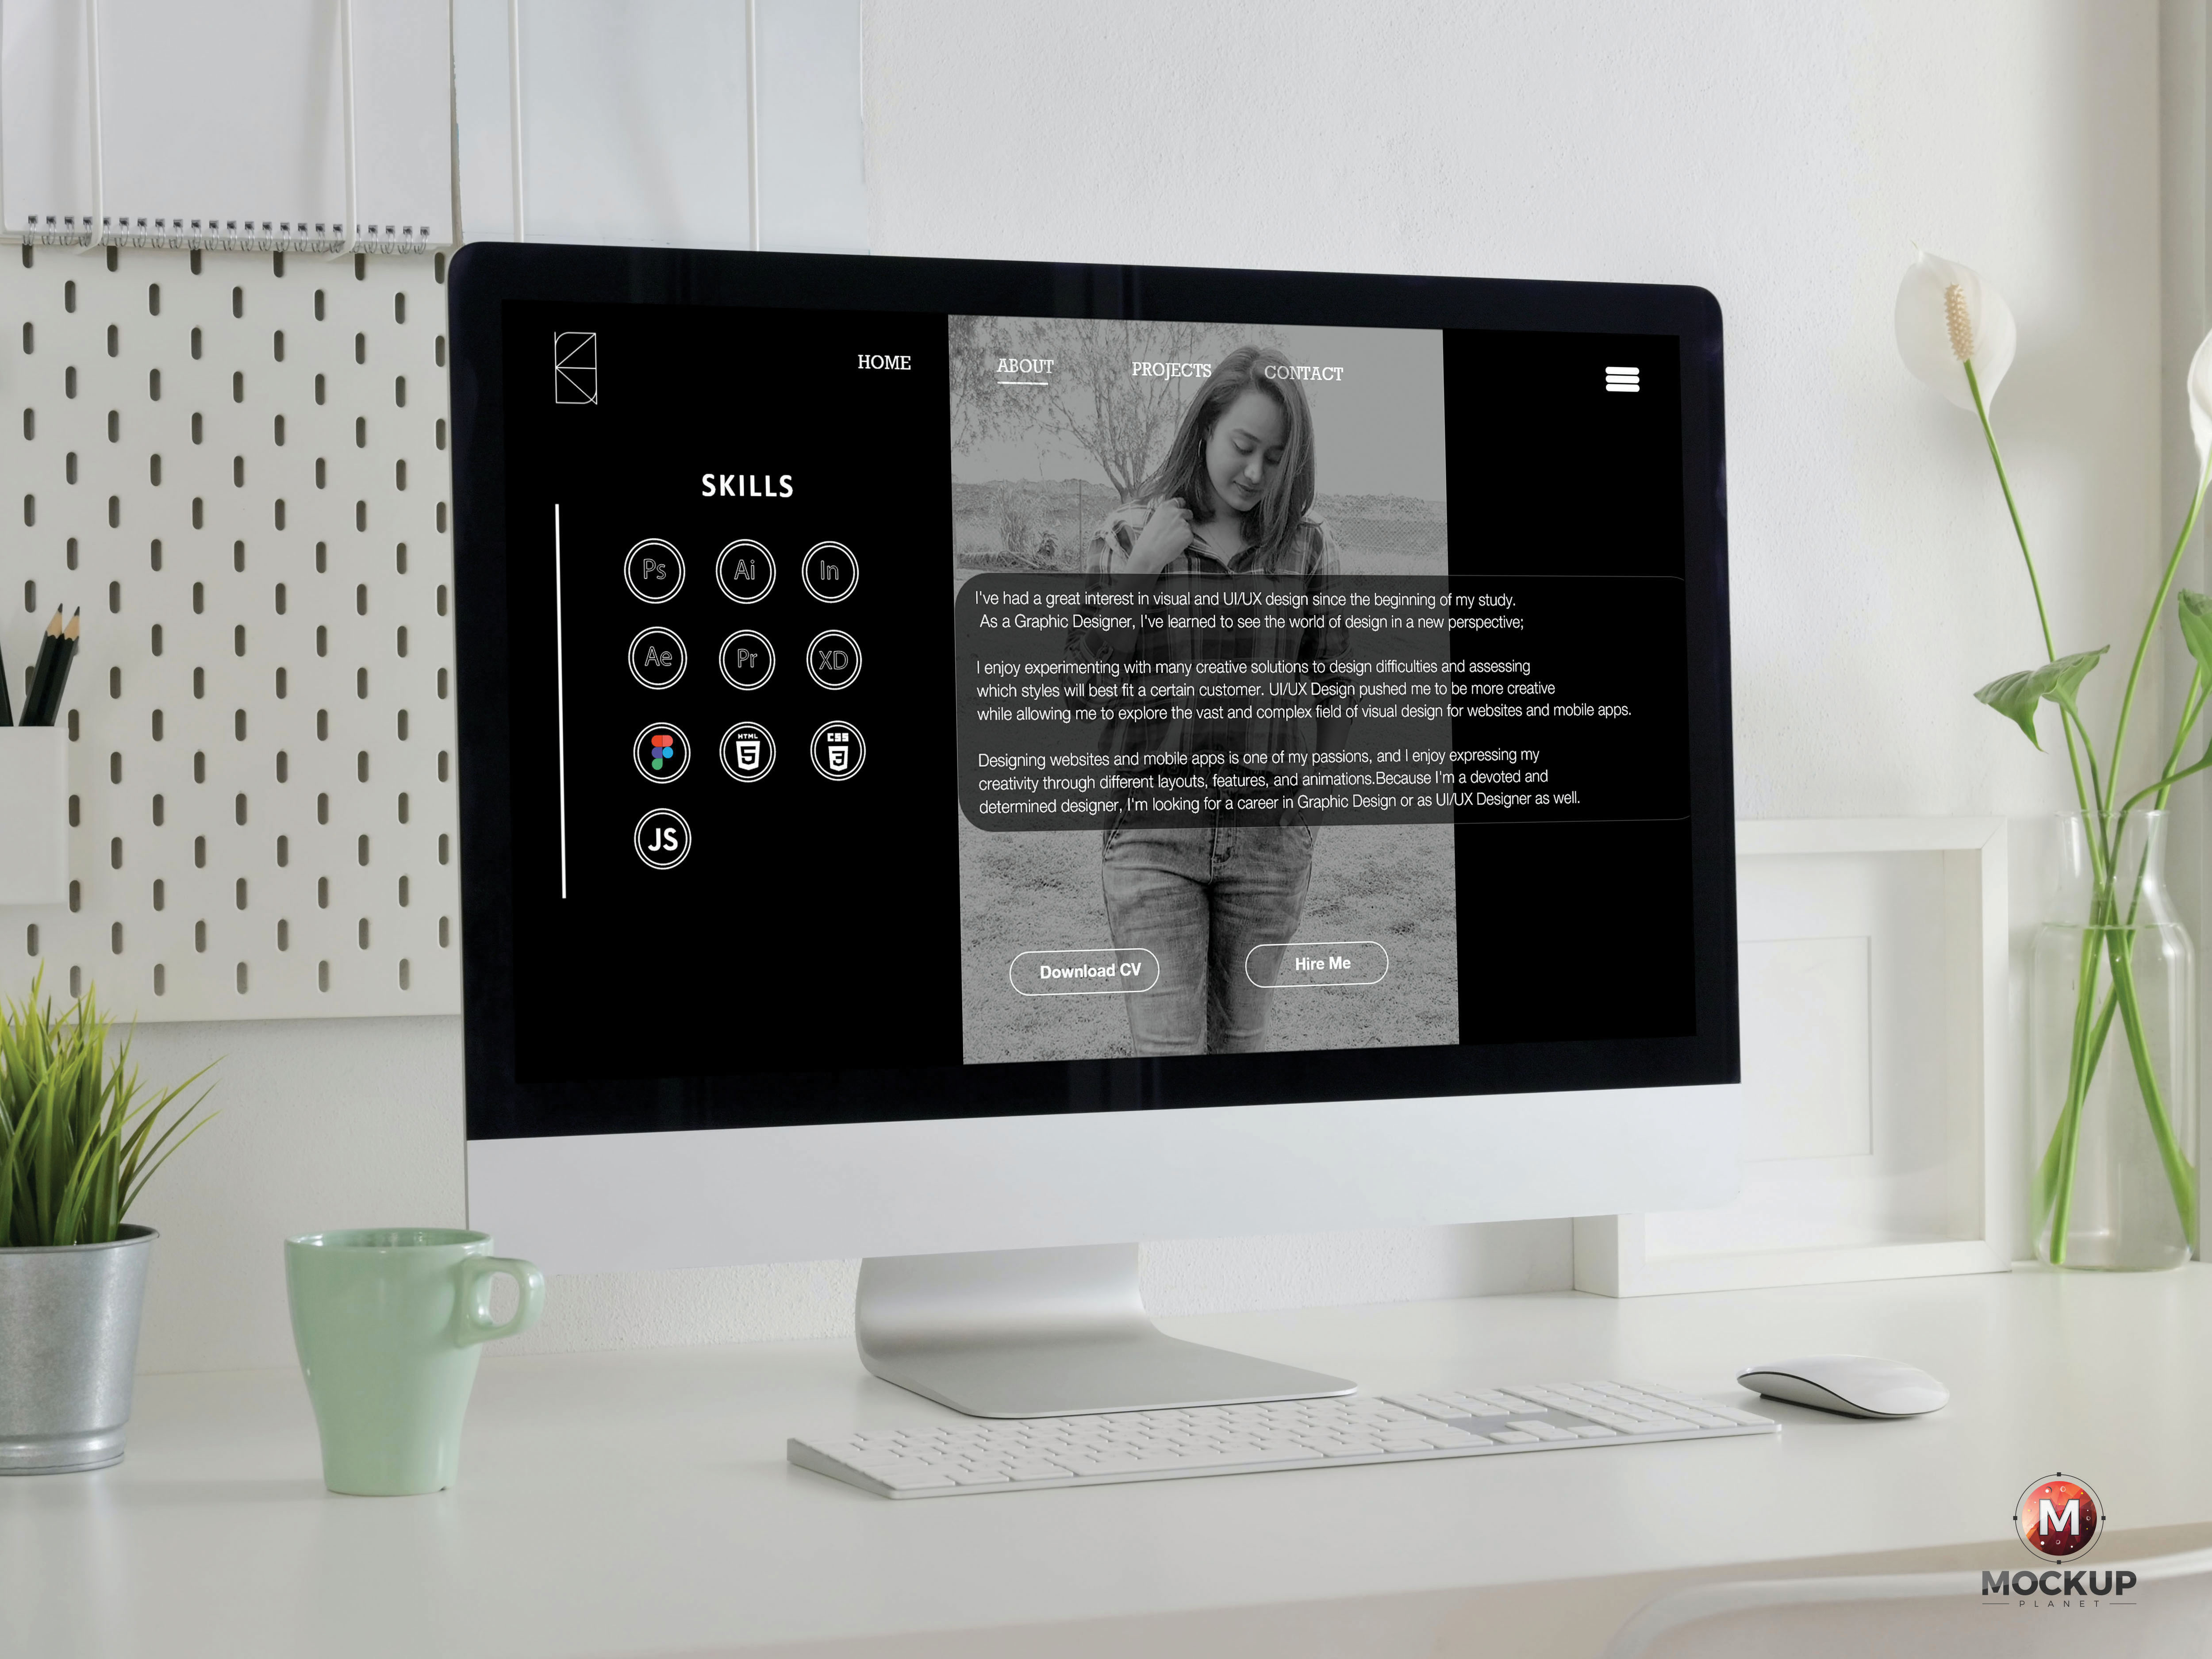 HOME
ABOUT
PROJECTS
CONTACT
SKILLS
Ps
Ai
In
Ae
Pr
XD
HTML
5
CSS
3
JS
I've had a great interest in visual and UI/UX design since the beginning of my study.
As a Graphic Designer, I've learned to see the world of design in a new perspective;
I enjoy experimenting with many creative solutions to design difficulties and assessing
which styles will best fit a certain customer. UI/UX Design pushed me to be more creative
while allowing me to explore the vast and complex field of visual design for websites and mobile apps.
Designing websites and mobile apps is one of my passions, and I enjoy expressing my
creativity through different layouts, features, and animations.Because I'm a devoted and
determined designer, I'm looking for a career in Graphic Design or as UI/UX Designer as well.
Download CV
Hire Me
M
MOCKUP
PLANET